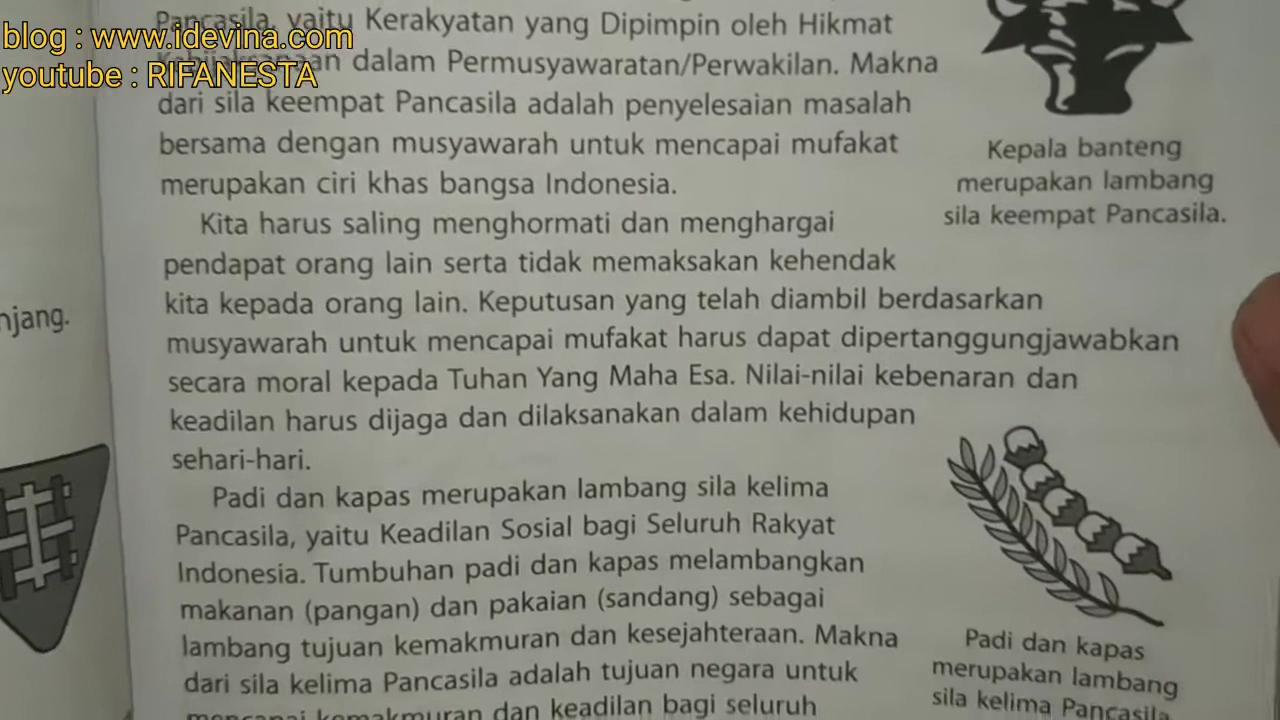 blog : www.idevina.com
youtube : RIFANESTA
Pancasila, yaitu Kerakyatan yang Dipimpin oleh Hikmat
dalam Permusyawaratan/Perwakilan. Makna
dari sila keempat Pancasila adalah penyelesaian masalah
bersama dengan musyawarah untuk mencapai mufakat
merupakan ciri khas bangsa Indonesia.
Kepala banteng
merupakan lambang
sila keempat Pancasila.
Kita harus saling menghormati dan menghargai
pendapat orang lain serta tidak memaksakan kehendak
kita kepada orang lain. Keputusan yang telah diambil berdasarkan
musyawarah untuk mencapai mufakat harus dapat dipertanggungjawabkan
secara moral kepada Tuhan Yang Maha Esa. Nilai-nilai kebenaran dan
keadilan harus dijaga dan dilaksanakan dalam kehidupan
sehari-hari.
Padi dan kapas merupakan lambang sila kelima
Pancasila, yaitu Keadilan Sosial bagi Seluruh Rakyat
Indonesia. Tumbuhan padi dan kapas melambangkan
makanan (pangan) dan pakaian (sandang) sebagai
lambang tujuan kemakmuran dan kesejahteraan. Makna
dari sila kelima Pancasila adalah tujuan negara untuk
mencapai kemakmuran dan keadilan bagi seluruh
Padi dan kapas
merupakan lambang
sila kelima Pancasila
njang.